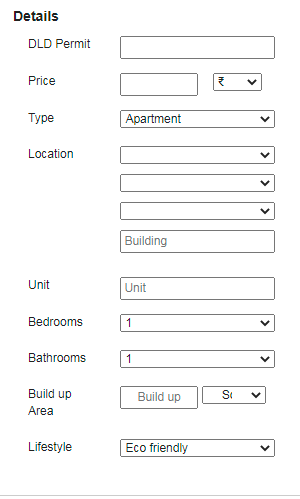 Details
DLD Permit
Price ₹
Type Apartment
Location
Building
Unit Unit
Bedrooms 1
Bathrooms 1
Build up Build up
Area
Lifestyle Eco friendly